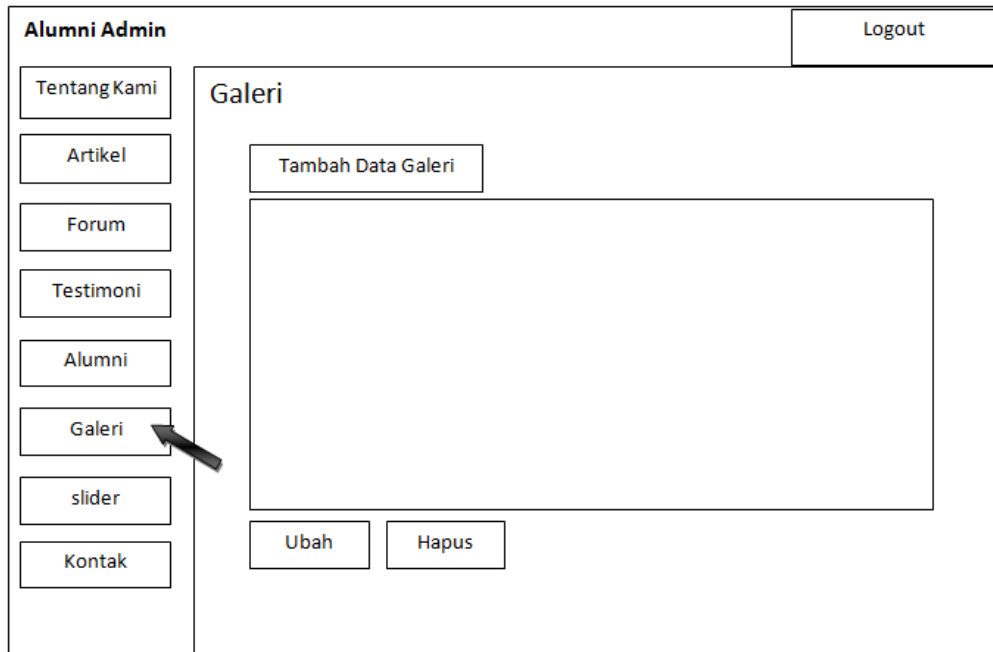 Alumni Admin
Logout
Tentang Kami
Artikel
Forum
Testimoni
Alumni
Galeri
slider
Kontak
Galeri
Tambah Data Galeri
Ubah
Hapus